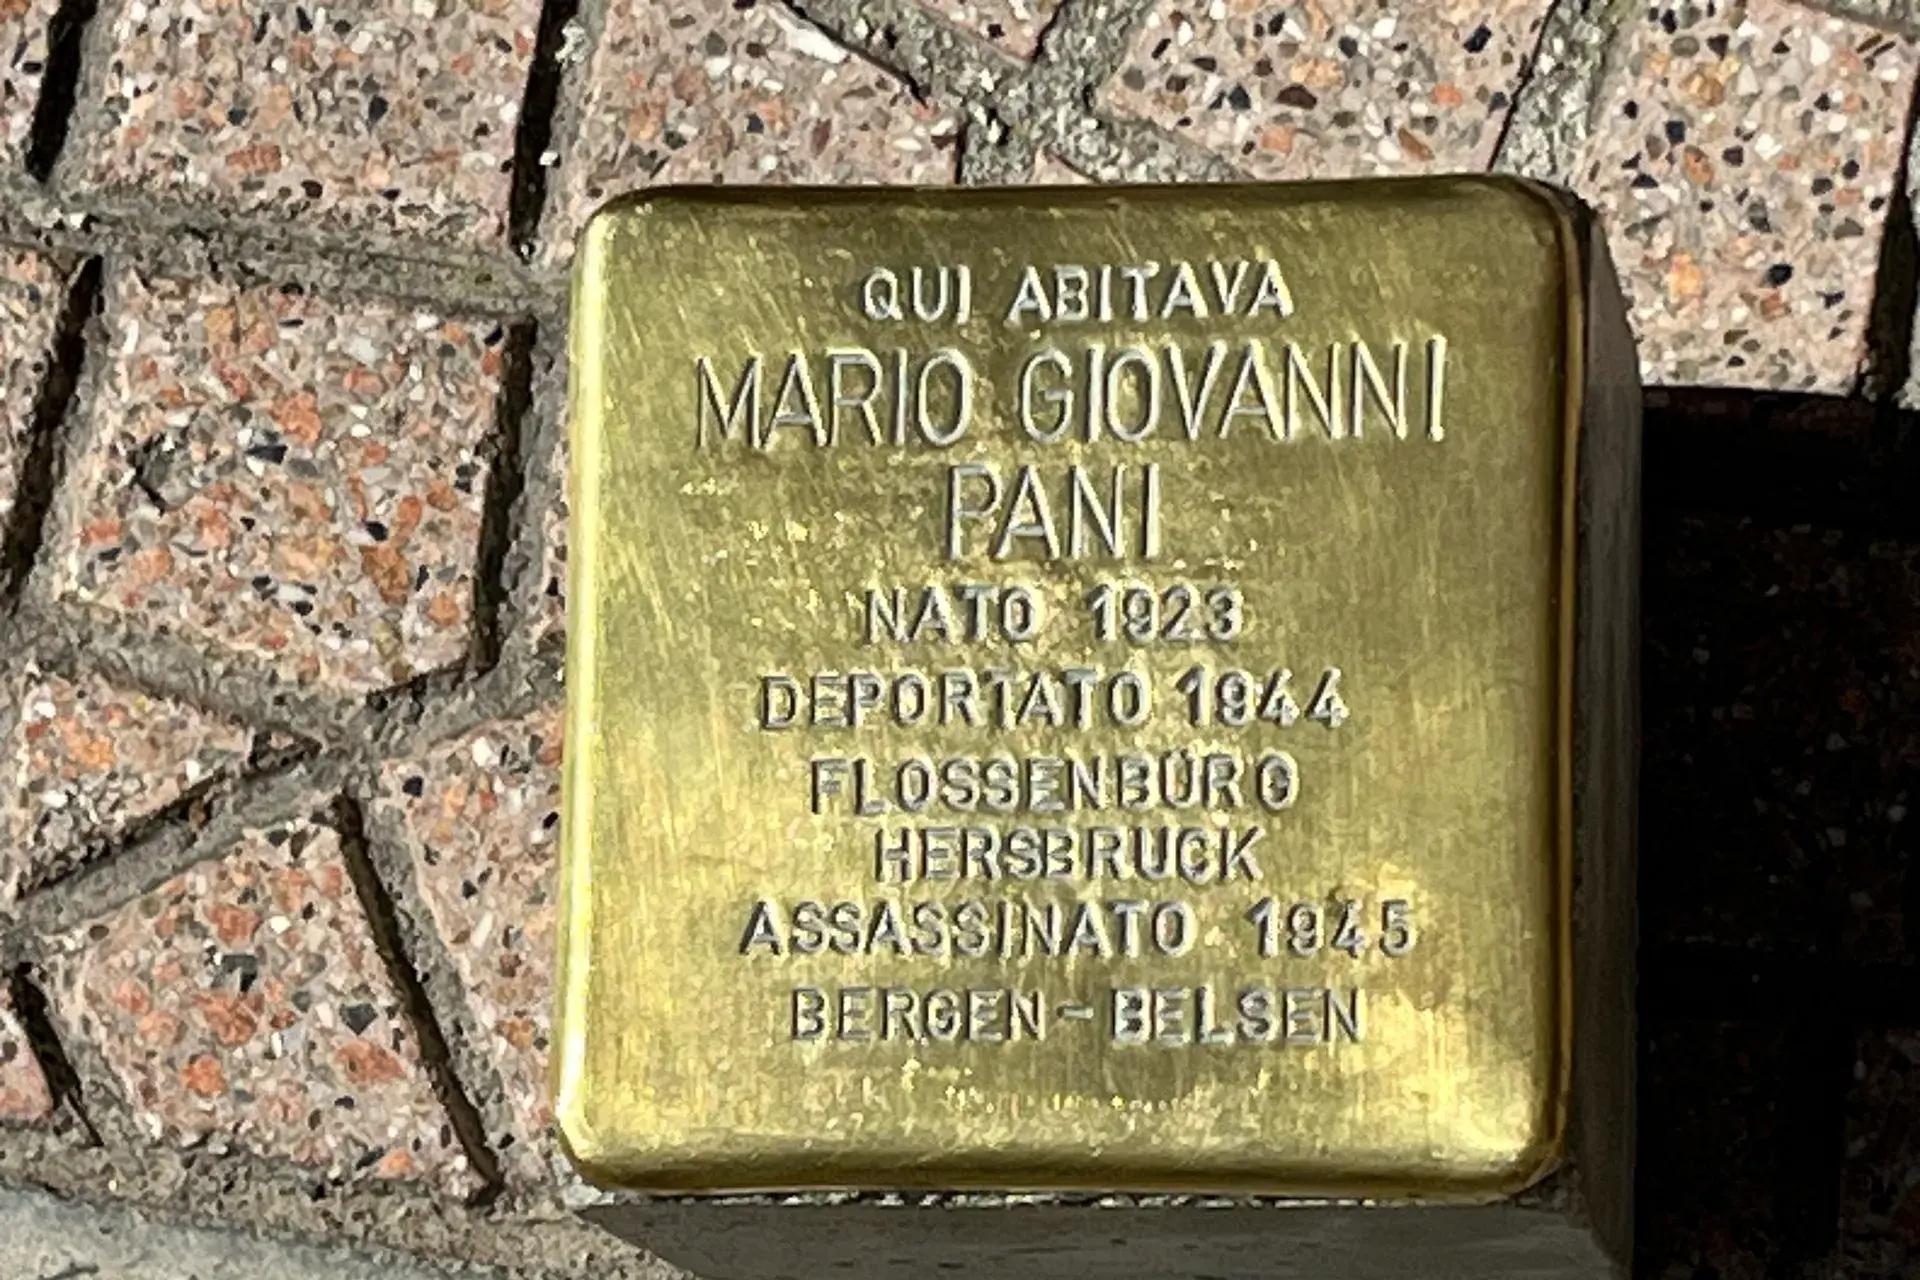 QUI ABITAVA
MARIO GIOVANNI
PANI
NATO 1923
DEPORTATO 1944
FLOSSENBÜRG
HERSBRUCK
ASSASSINATO 1945
BERGEN-BELSEN